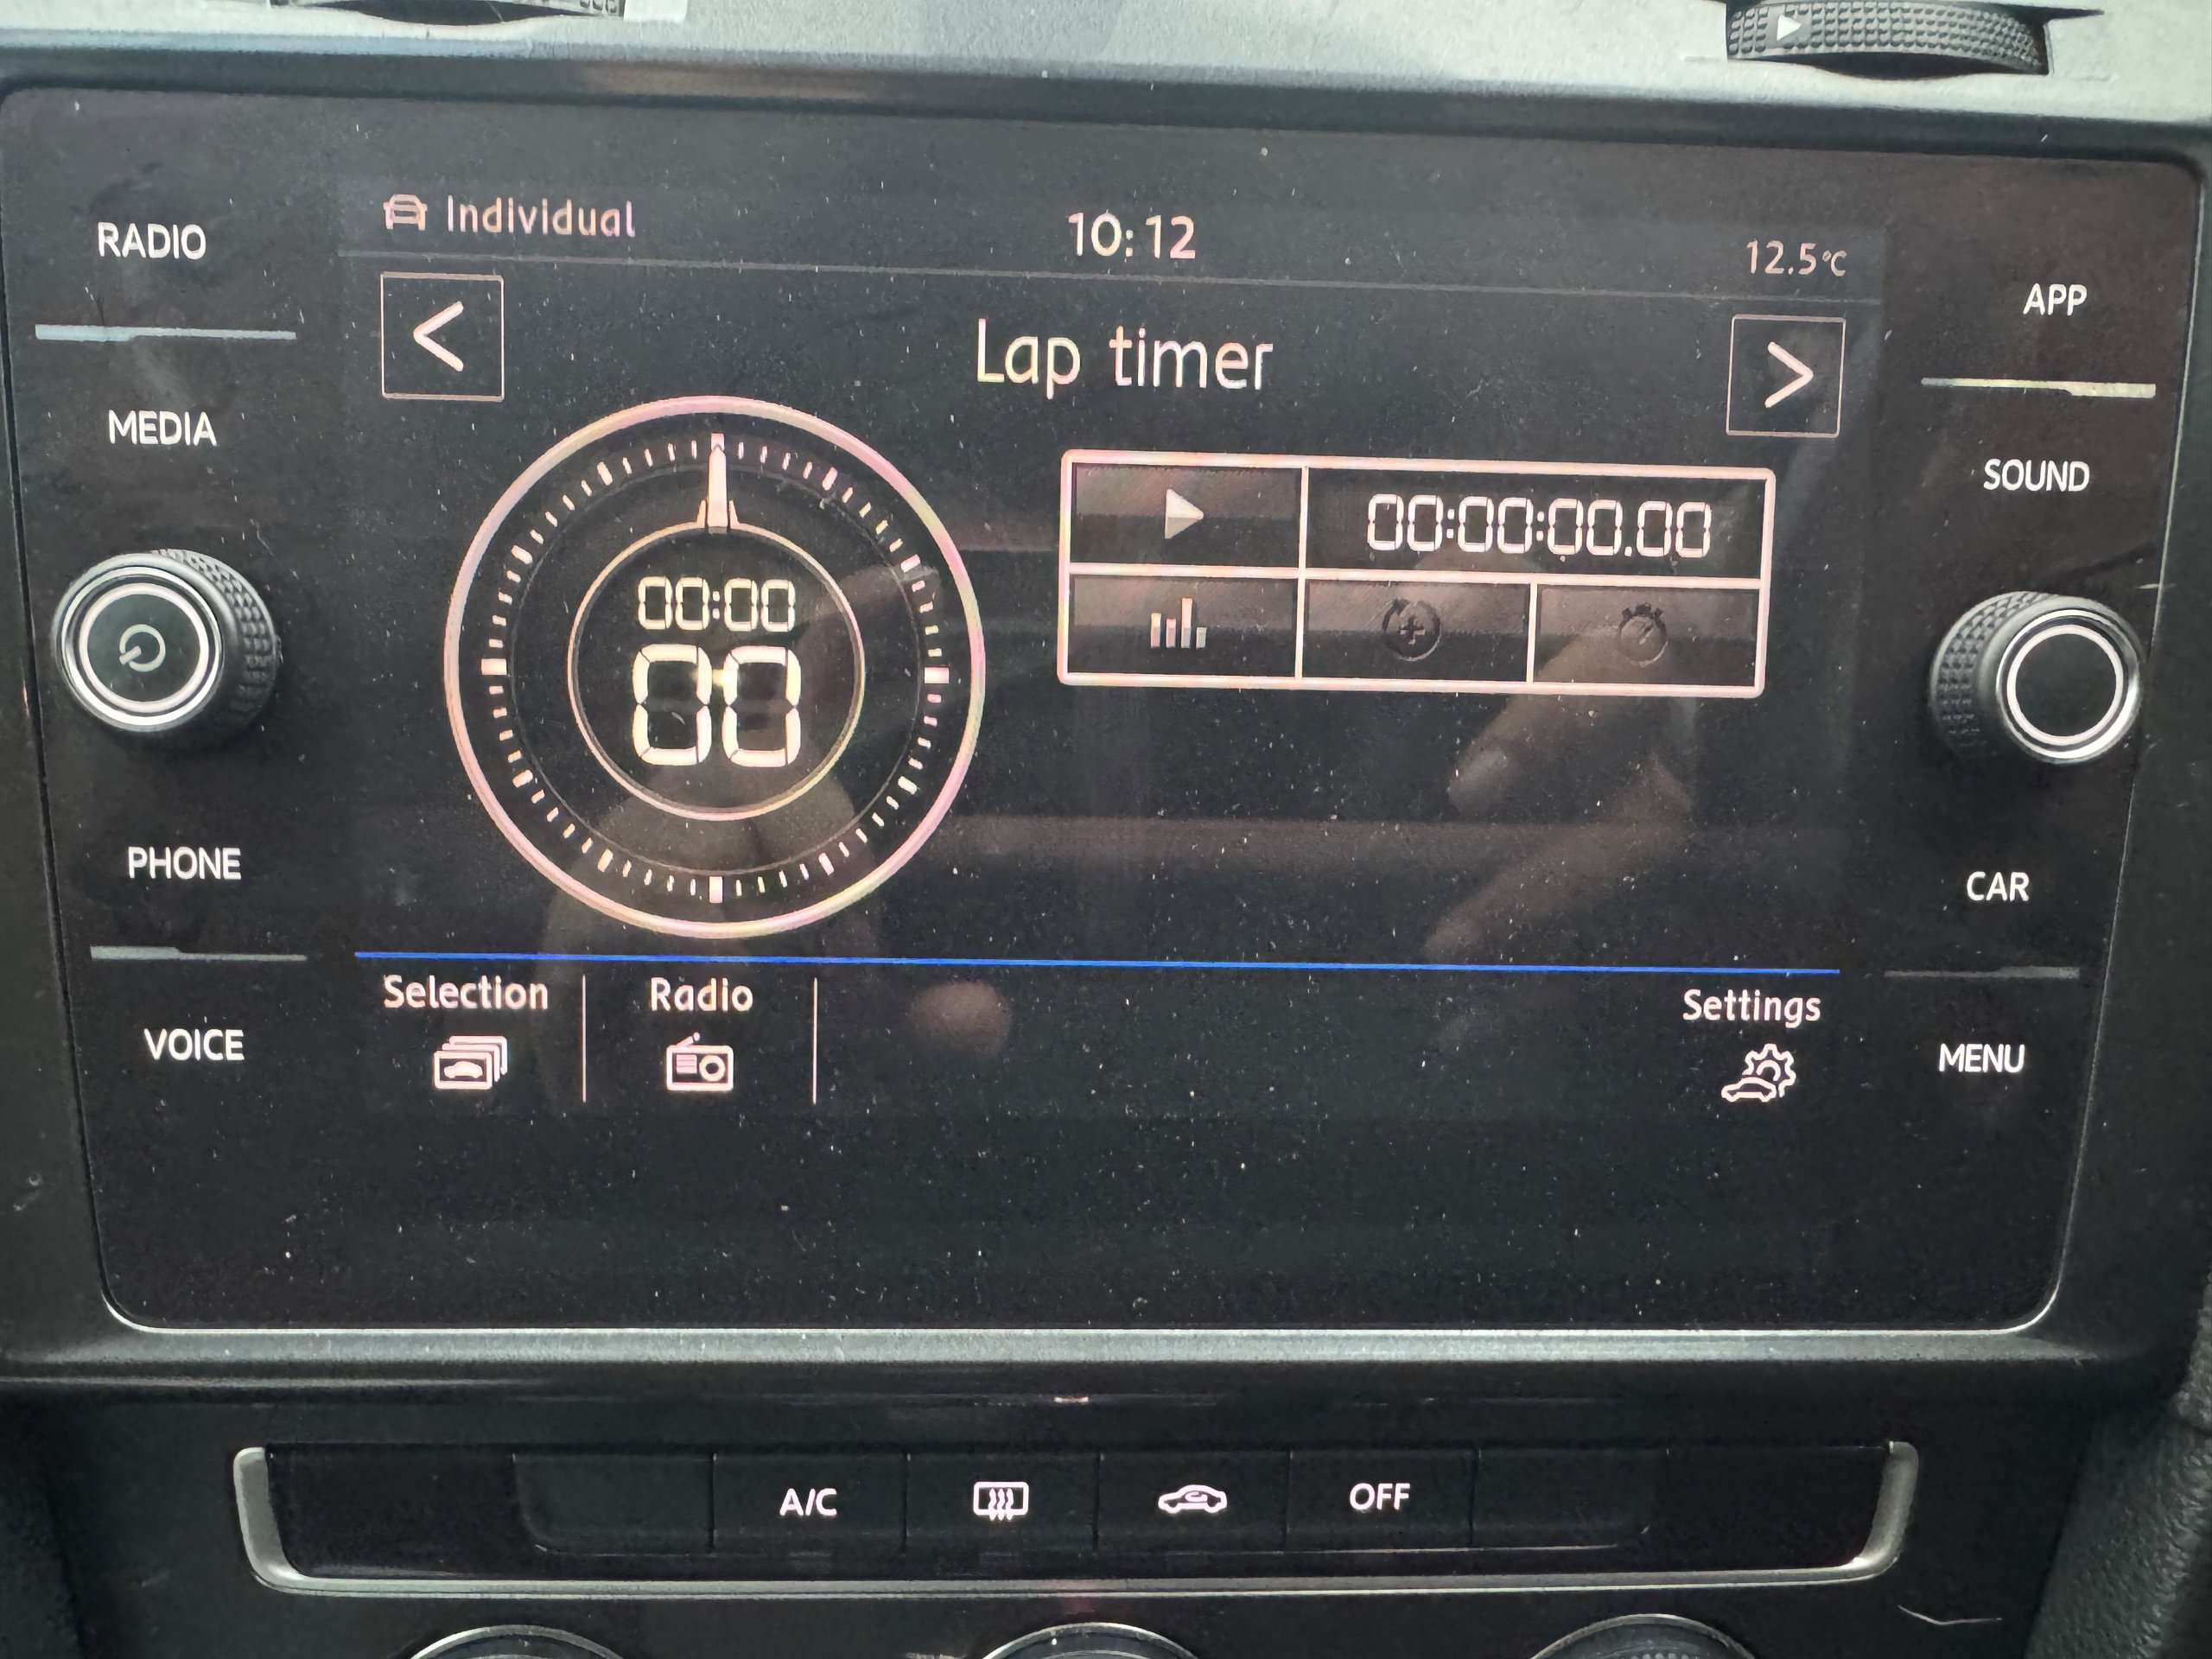 Individual 10:12 12.5°C
Lap timer
00:00
00
00:00:00.00
Selection Radio Settings
RADIO
MEDIA
PHONE
VOICE
APP
SOUND
CAR
MENU
A/C OFF